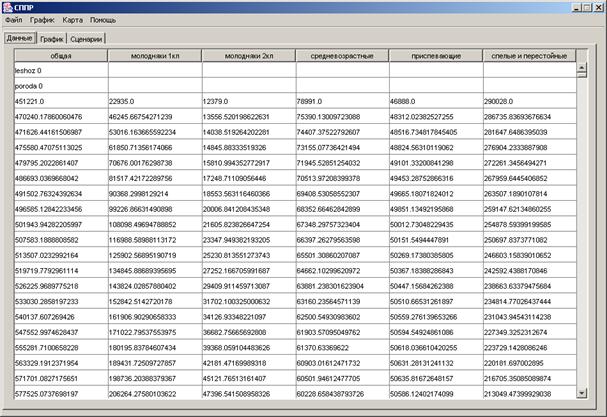 СППР
Файл График Карта Помощь
Данные График Сценарии
общая молодняки 1кл молодняки 2кл средневозрастные приспевающие спелые и перестойные
leshoz 0
poroda 0
451221.0 22935.0 12379.0 78991.0 46888.0 290028.0
470240.17860060476 46245.66754271239 13556.520198622631 75390.13009723088 48312.02382527255 286735.83693676634
471626.44161506987 53016.163665592234 14038.519264202281 74407.37522792607 48516.734817845405 281647.6486395039
475580.47075113025 61850.71356174066 14845.88333519326 73155.07736421494 48824.56310119062 276904.2333887908
479795.2022861407 70676.00176298738 15810.994352772917 71945.52851254032 49101.33200841298 272261.3456494271
486693.0369668042 81517.42172289756 17248.71109056446 70513.97208399378 49453.28752866316 267959.6445406852
491502.76324392634 90368.2998129214 18553.563116460366 69408.53058552307 49665.18071824012 263507.1890107814
496585.12842233456 99226.86631490898 20006.841208435348 68352.66462842899 49851.13492195868 259147.62134860255
501943.94282205997 108098.49694788852 21605.823826647254 67348.29757323404 50012.73048229435 254878.59399199585
507583.1888808582 116988.58988113172 23347.949382193205 66397.26279563598 50151.5494447891 250697.8373771082
513507.0232992164 125902.56895190719 25230.813551273743 65501.30860207087 50269.17380385805 246603.15839010652
519719.7792961114 134845.88689395695 27252.166705991687 64662.10299620972 50367.18388286843 242592.4388170846
526225.9689775218 143824.02857880402 29409.911459713087 63881.238301623904 50447.15684262388 238663.63379475684
533030.2858197233 152842.5142720178 31702.100325000632 63160.23564571139 50510.66531261897 234814.77026437444
540137.607269426 161906.90290658333 34126.93348221097 62500.54930983602 50559.276139653266 231043.94543114238
547552.9974628437 171022.79537553975 36682.75665692808 61903.57095049762 50594.54924861086 227349.3252312674
555281.7100658228 180195.83784607434 39368.059104483626 61370.63369622 50618.036610420255 223729.1428086246
563329.1912371954 189431.72509727857 42181.47169989318 60903.01612471732 50631.28131241132 220181.697002895
571701.0827175651 198736.20388379367 45121.76513161407 60501.94612477705 50635.81672648157 216705.35085089874
577525.0737698197 206264.27580103622 47396.541508958326 60228.658438793726 50586.12402174099 213049.47399929038